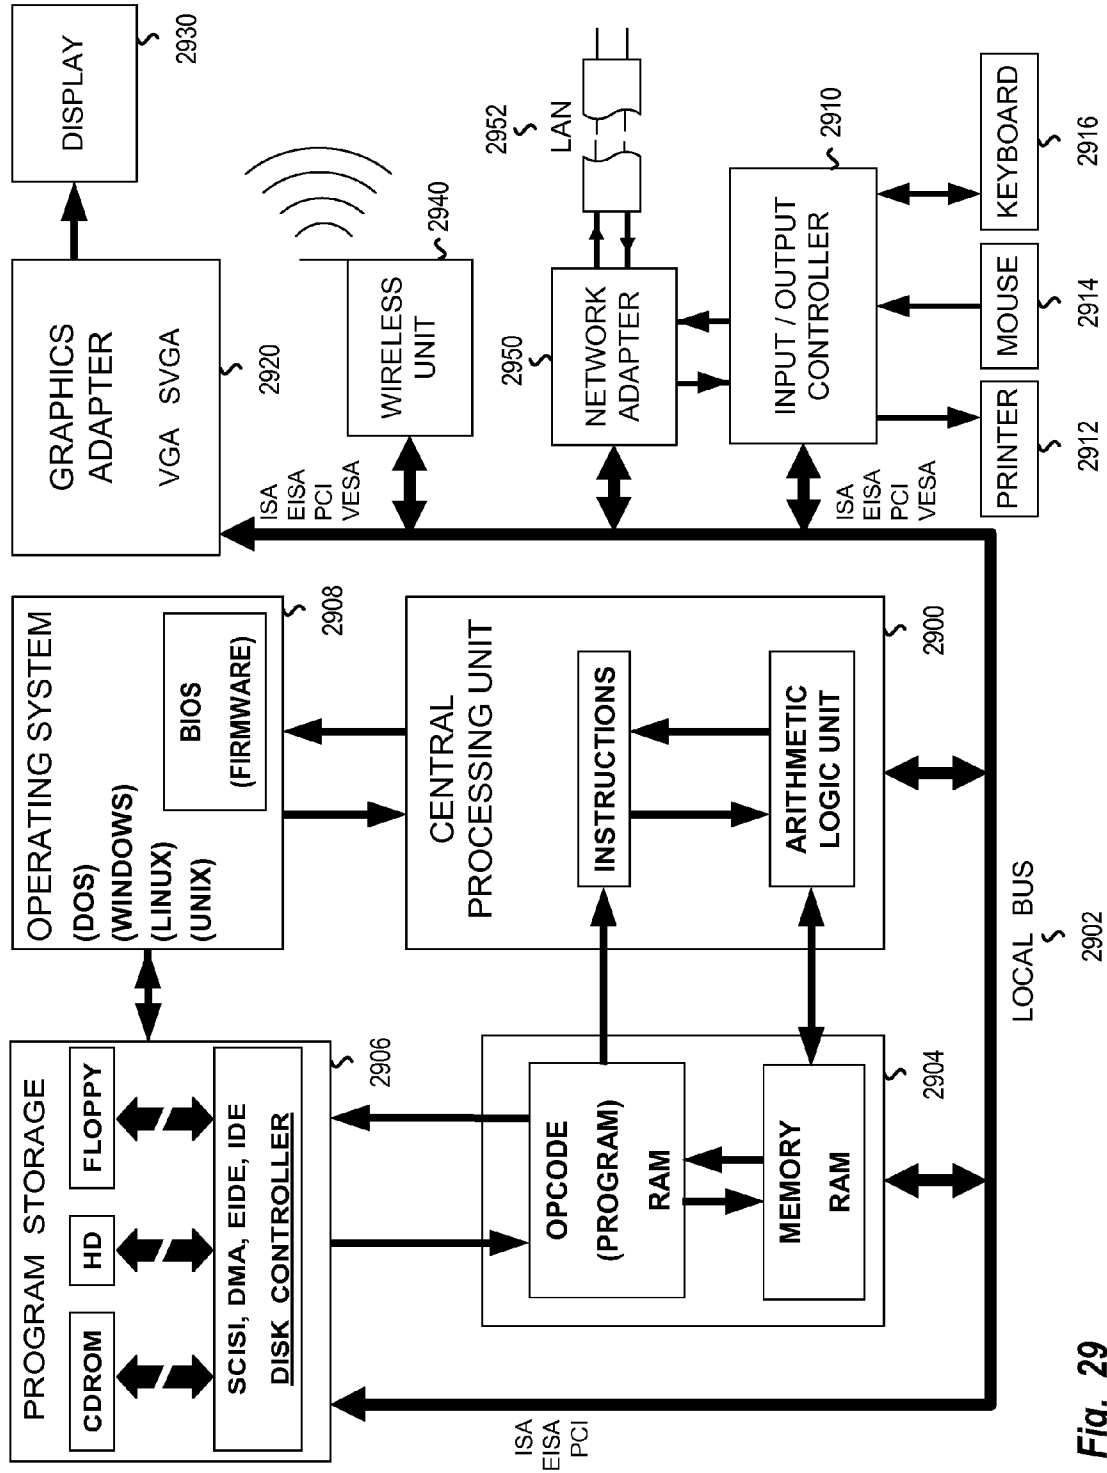 PROGRAM STORAGE
CDROM
HD
FLOPPY
SCISI, DMA, EIDE, IDE
DISK CONTROLLER
2906
OPERATING SYSTEM
(DOS)
(WINDOWS)
(LINUX)
(UNIX)
BIOS
(FIRMWARE)
2908
GRAPHICS
ADAPTER
VGA SVGA
2920
DISPLAY
2930
ISA
EISA
PCI
VESA
WIRELESS
UNIT
2940
CENTRAL
PROCESSING UNIT
INSTRUCTIONS
ARITHMETIC
LOGIC UNIT
2900
OPCODE
(PROGRAM)
RAM
MEMORY
RAM
2904
2950
NETWORK
ADAPTER
2952
LAN
INPUT / OUTPUT
CONTROLLER
2910
ISA
EISA
PCI
VESA
PRINTER
2912
MOUSE
2914
KEYBOARD
2916
ISA
EISA
PCI
LOCAL BUS
2902
Fig. 29